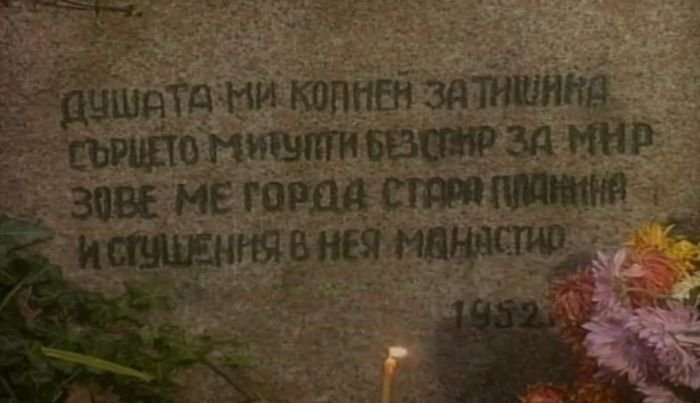 ДУШАТА МИ КОПНЕЙ ЗА ТИШИНА
СЪРЦЕТО МИ ТУПТИ БЕЗСПИР ЗА МИР
ЗОВЕ МЕ ГОРДА СТАРА ПЛАНИНА
И СГУШЕНИЯ В НЕЯ МАНАСТИР
1952Г.